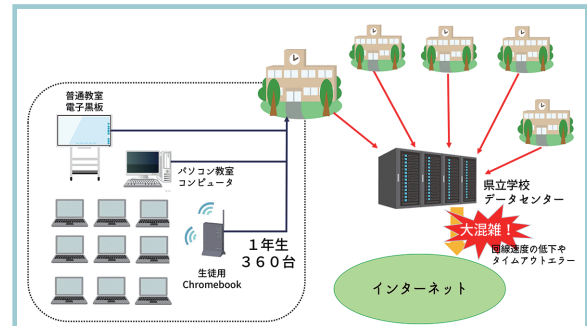 普通教室
電子黒板
パソコン教室
コンピュータ
1年生
360台
生徒用
Chromebook
県立学校
データセンター
大混雑！
回線速度の低下や
タイムアウトエラー
インターネット